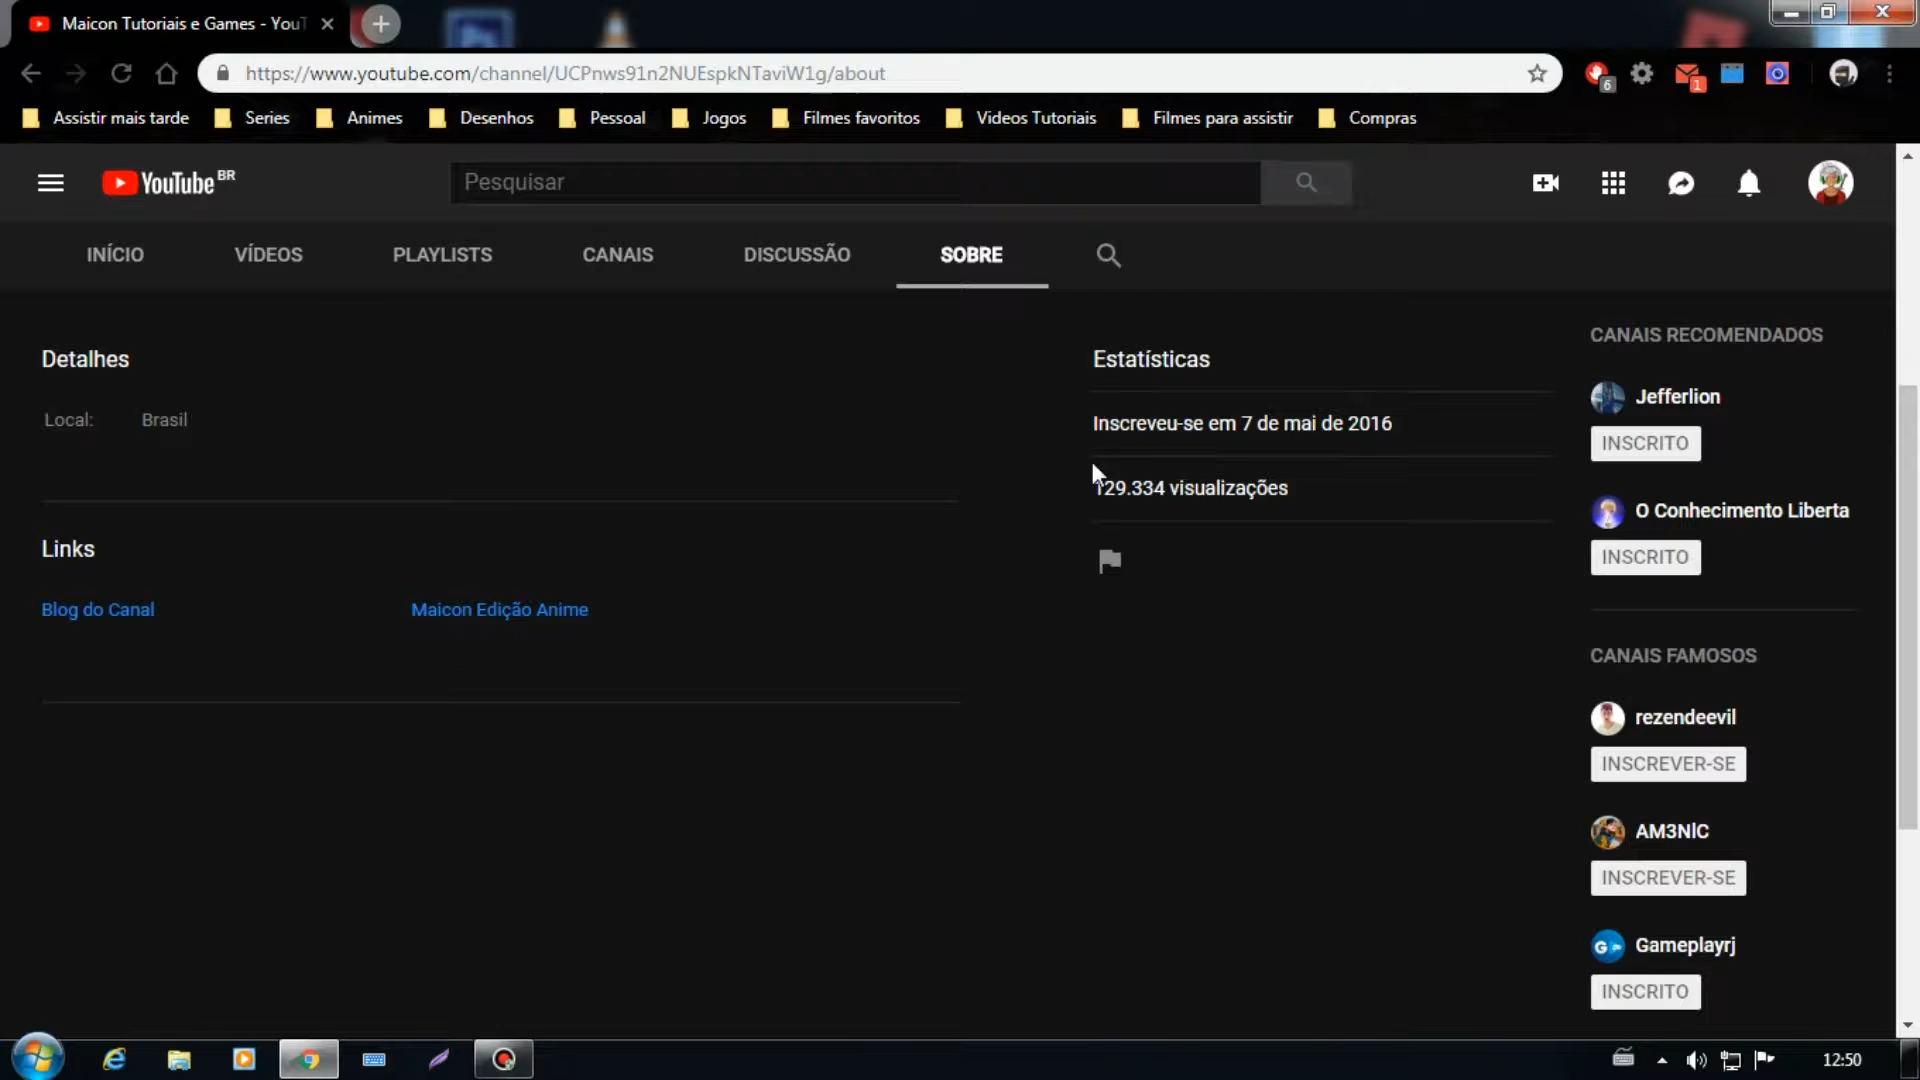 Maicon Tutoriais e Games - YouT
https://www.youtube.com/channel/UCPnws91n2NUEspkNTaviW1g/about
6
1
Assistir mais tarde Series Animes Desenhos Pessoal Jogos Filmes favoritos Videos Tutoriais Filmes para assistir Compras
YouTube BR
Pesquisar
INÍCIO VÍDEOS PLAYLISTS CANAIS DISCUSSÃO SOBRE
Detalhes
Local: Brasil
Links
Blog do Canal Maicon Edição Anime
Estatísticas
Inscreveu-se em 7 de mai de 2016
129.334 visualizações
CANAIS RECOMENDADOS
Jefferlion
INSCRITO
O Conhecimento Liberta
INSCRITO
CANAIS FAMOSOS
rezendeevil
INSCREVER-SE
AM3NlC
INSCREVER-SE
Gameplayrj
INSCRITO
12:50